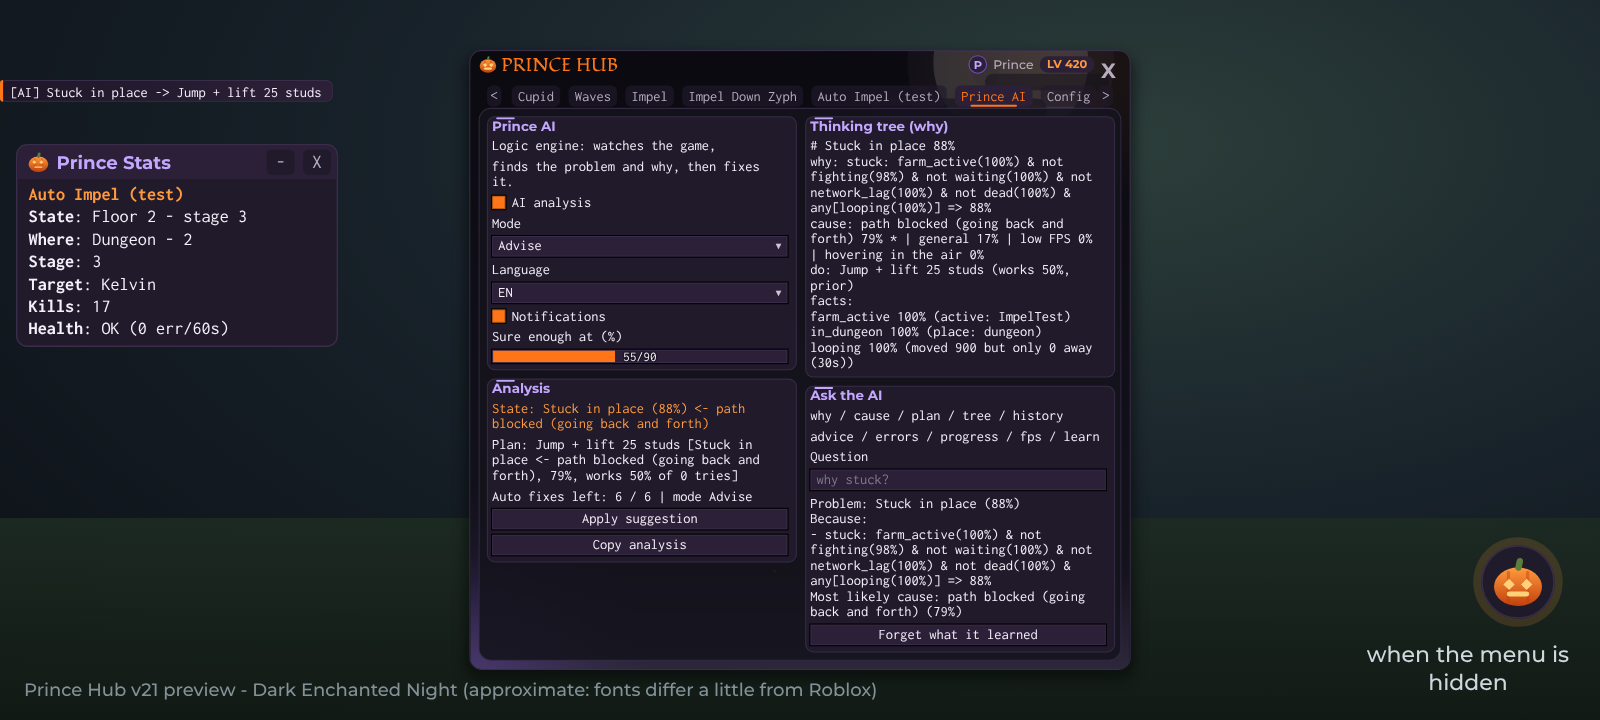 PRINCE HUB
P Prince LV 420 X
< Cupid Waves Impel Impel Down Zyph Auto Impel (test) Prince AI Config >
[AI] Stuck in place -> Jump + lift 25 studs
Prince Stats - X
Auto Impel (test)
State: Floor 2 - stage 3
Where: Dungeon - 2
Stage: 3
Target: Kelvin
Kills: 17
Health: OK (0 err/60s)
Prince AI
Logic engine: watches the game,
finds the problem and why, then fixes
it.
AI analysis
Mode
Advise
Language
EN
Notifications
Sure enough at (%)
55/90
Analysis
State: Stuck in place (88%) <- path
blocked (going back and forth)
Plan: Jump + lift 25 studs [Stuck in
place <- path blocked (going back and
forth), 79%, works 50% of 0 tries]
Auto fixes left: 6 / 6 | mode Advise
Apply suggestion
Copy analysis
Thinking tree (why)
# Stuck in place 88%
why: stuck: farm_active(100%) & not
fighting(98%) & not waiting(100%) & not
network_lag(100%) & not dead(100%) &
any[looping(100%)] => 88%
cause: path blocked (going back and
forth) 79% * | general 17% | low FPS 0%
| hovering in the air 0%
do: Jump + lift 25 studs (works 50%,
prior)
facts:
farm_active 100% (active: ImpelTest)
in_dungeon 100% (place: dungeon)
looping 100% (moved 900 but only 0 away
(30s))
Ask the AI
why / cause / plan / tree / history
advice / errors / progress / fps / learn
Question
why stuck?
Problem: Stuck in place (88%)
Because:
- stuck: farm_active(100%) & not
fighting(98%) & not waiting(100%) & not
network_lag(100%) & not dead(100%) &
any[looping(100%)] => 88%
Most likely cause: path blocked (going
back and forth) (79%)
Forget what it learned
when the menu is
hidden
Prince Hub v21 preview - Dark Enchanted Night (approximate: fonts differ a little from Roblox)